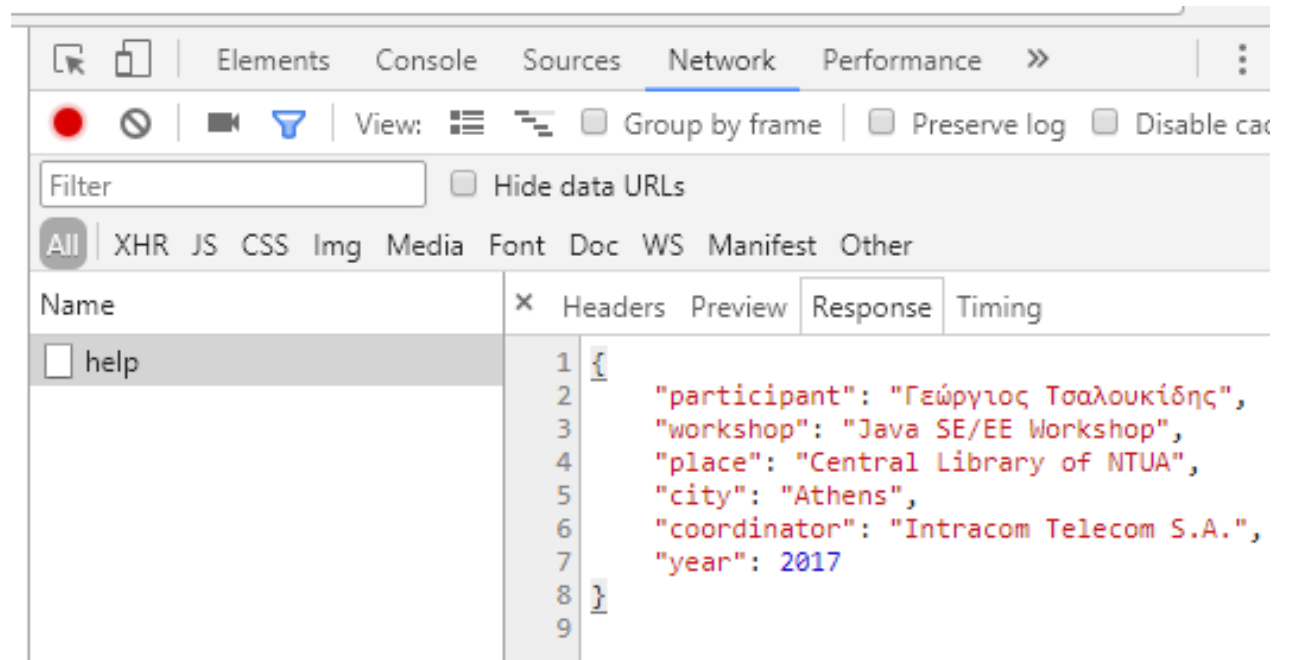 Elements Console Sources Network Performance »
View: Group by frame Preserve log Disable cac
Filter Hide data URLs
All XHR JS CSS Img Media Font Doc WS Manifest Other
Name × Headers Preview Response Timing
help
1 {
2 "participant": "Γεώργιος Τσαλουκίδης",
3 "workshop": "Java SE/EE Workshop",
4 "place": "Central Library of NTUA",
5 "city": "Athens",
6 "coordinator": "Intracom Telecom S.A.",
7 "year": 2017
8 }
9